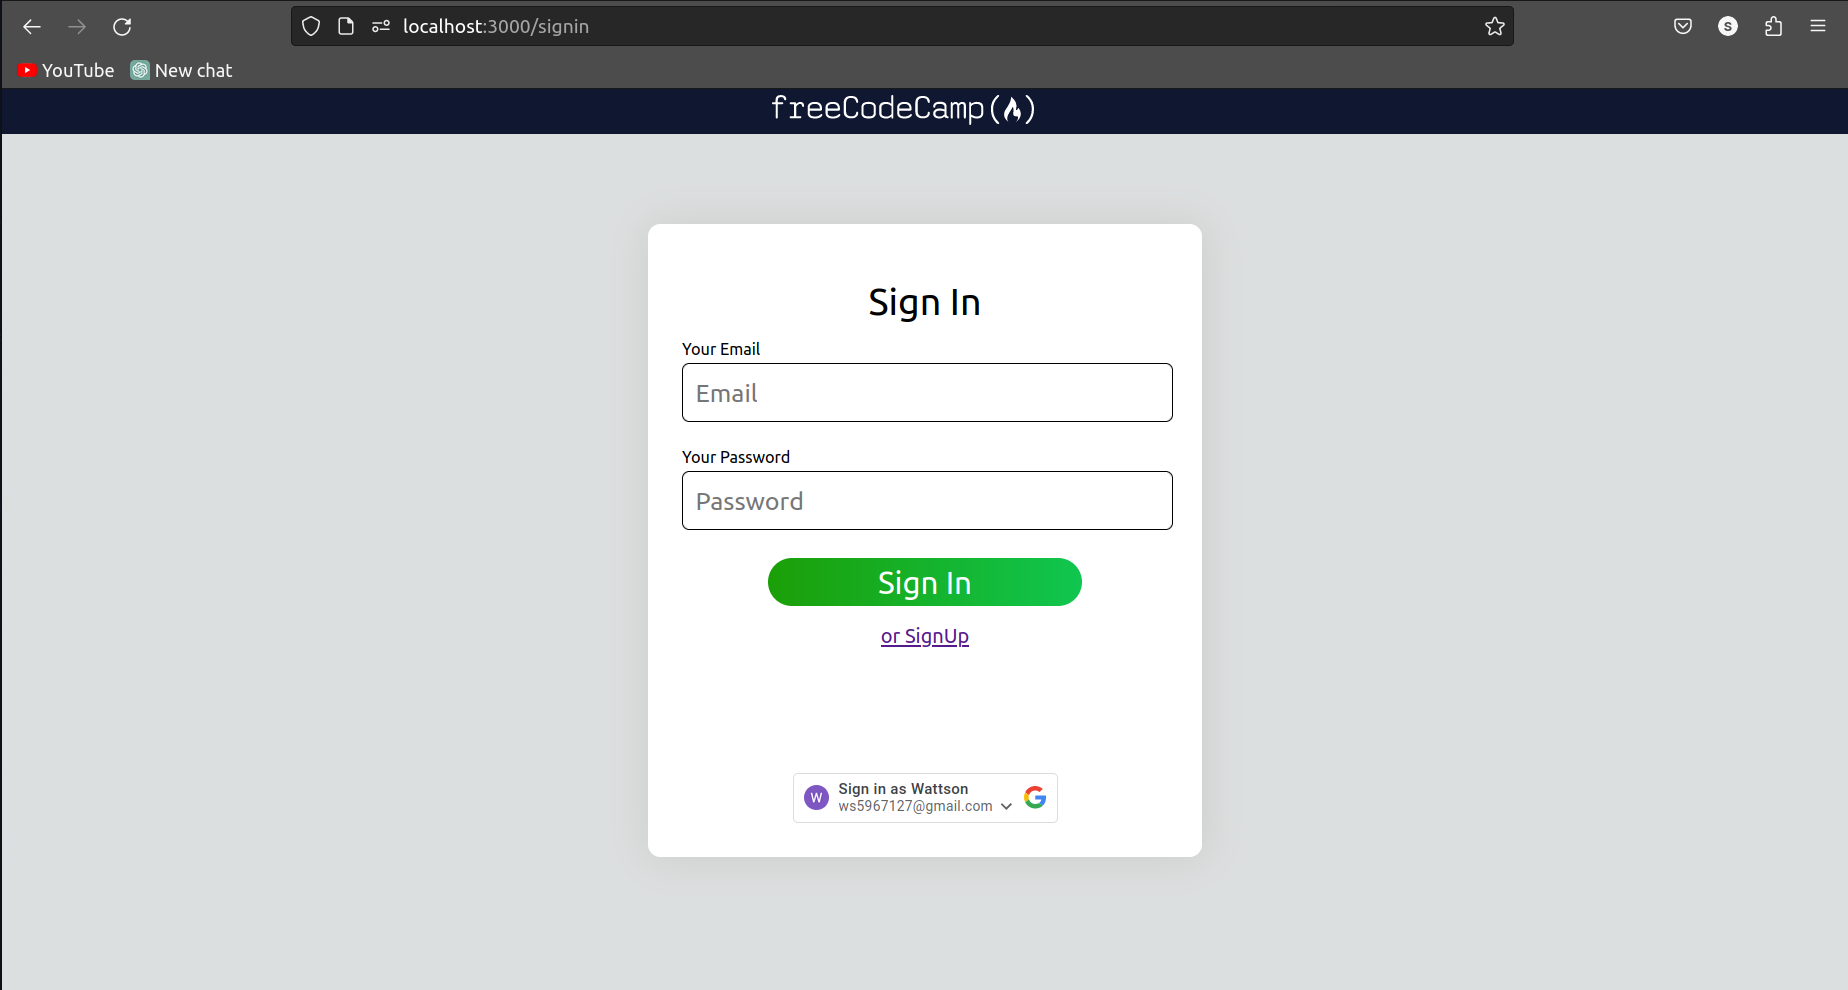 localhost:3000/signin
S
YouTube New chat
freeCodeCamp
Sign In
Your Email
Email
Your Password
Password
Sign In
or SignUp
W
Sign in as Wattson
ws5967127@gmail.com